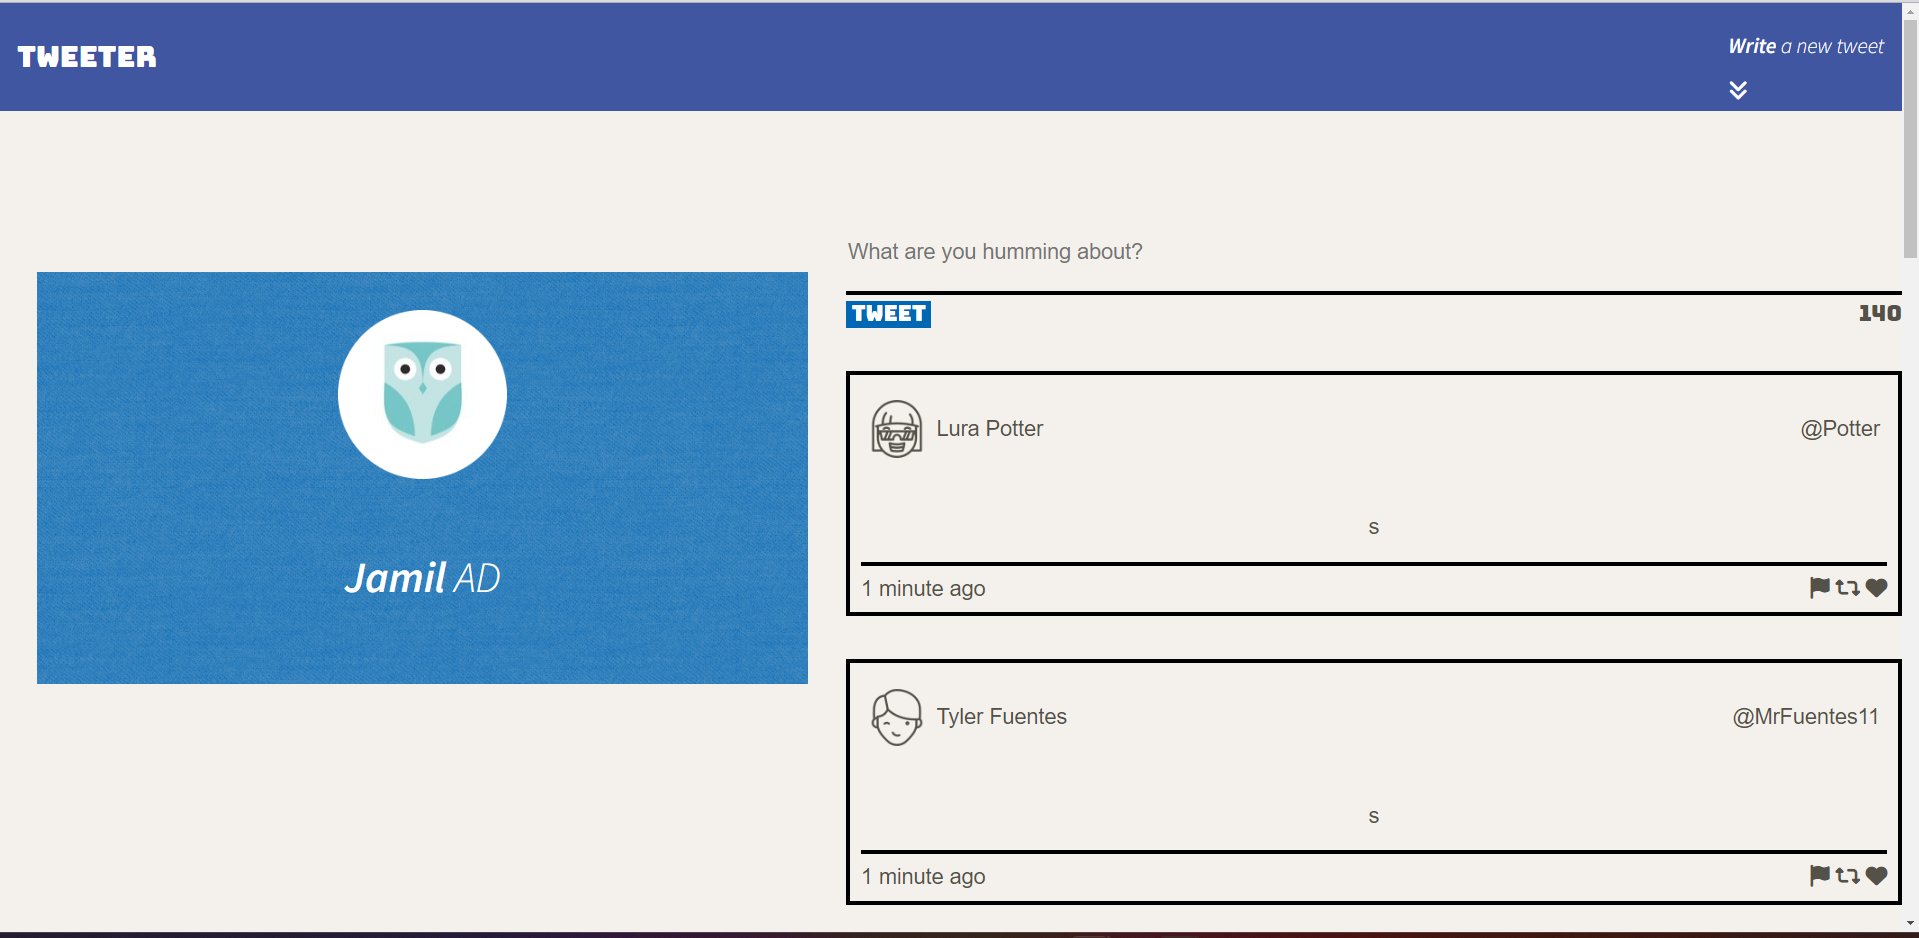 TWEETER
Write a new tweet
Jamil AD
What are you humming about?
TWEET
140
Lura Potter
@Potter
s
1 minute ago
Tyler Fuentes
@MrFuentes11
s
1 minute ago